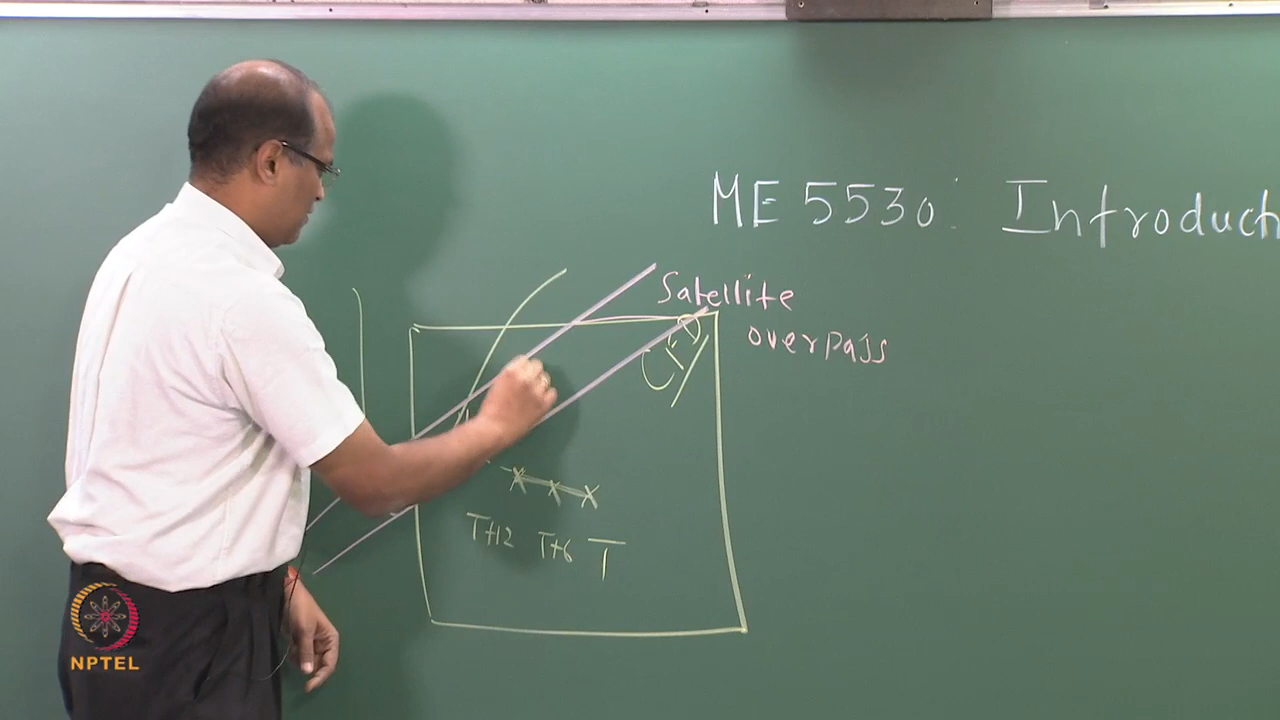 ME 5530: Introduct
Satellite
overpass
CFD
T+12 T+6 T
NPTEL